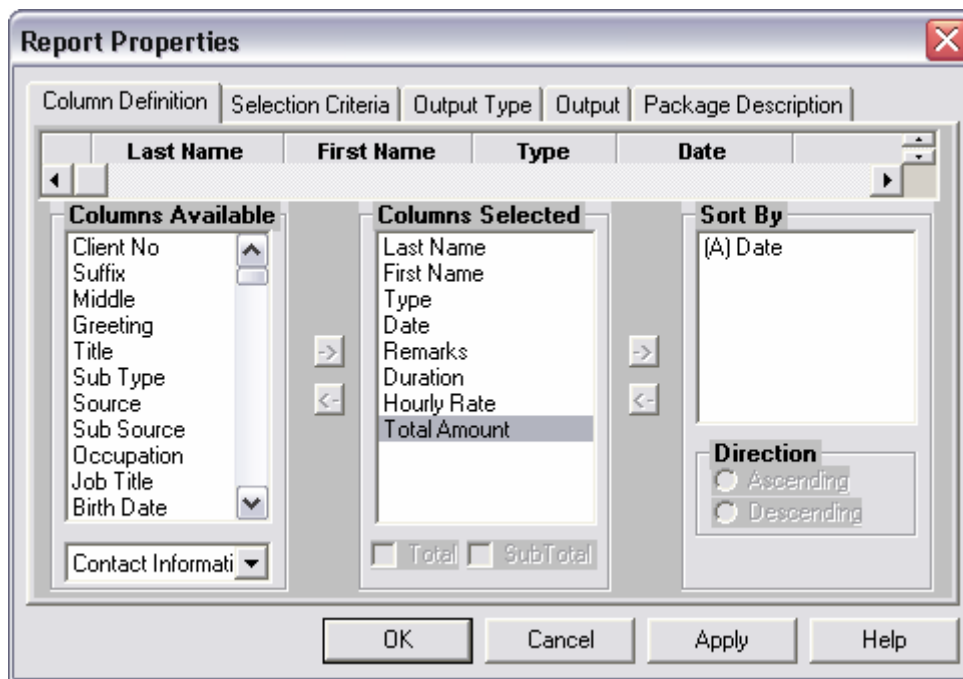 Report Properties
Column Definition Selection Criteria Output Type Output Package Description
Last Name First Name Type Date
Columns Available
Client No
Suffix
Middle
Greeting
Title
Sub Type
Source
Sub Source
Occupation
Job Title
Birth Date
Contact Informati
->
<-
Columns Selected
Last Name
First Name
Type
Date
Remarks
Duration
Hourly Rate
Total Amount
Total SubTotal
->
<-
Sort By
(A) Date
Direction
Ascending
Descending
OK Cancel Apply Help